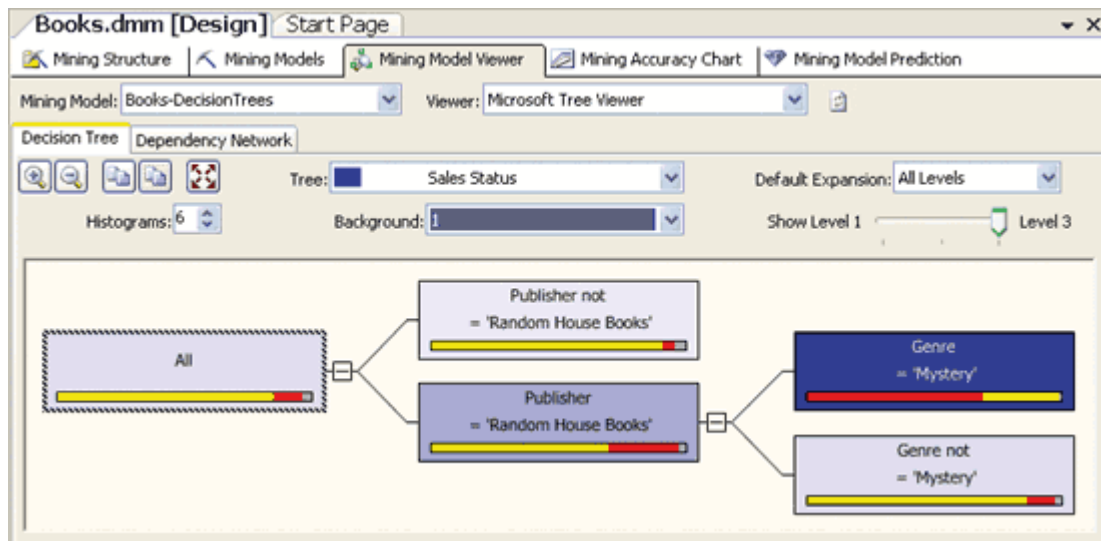 Books.dmm [Design] Start Page
Mining Structure Mining Models Mining Model Viewer Mining Accuracy Chart Mining Model Prediction
Mining Model: Books-DecisionTrees Viewer: Microsoft Tree Viewer
Decision Tree Dependency Network
Tree: Sales Status Default Expansion: All Levels
Histograms: 6 Background: 1 Show Level 1 Level 3
All
Publisher not
= 'Random House Books'
Publisher
= 'Random House Books'
Genre
= 'Mystery'
Genre not
= 'Mystery'